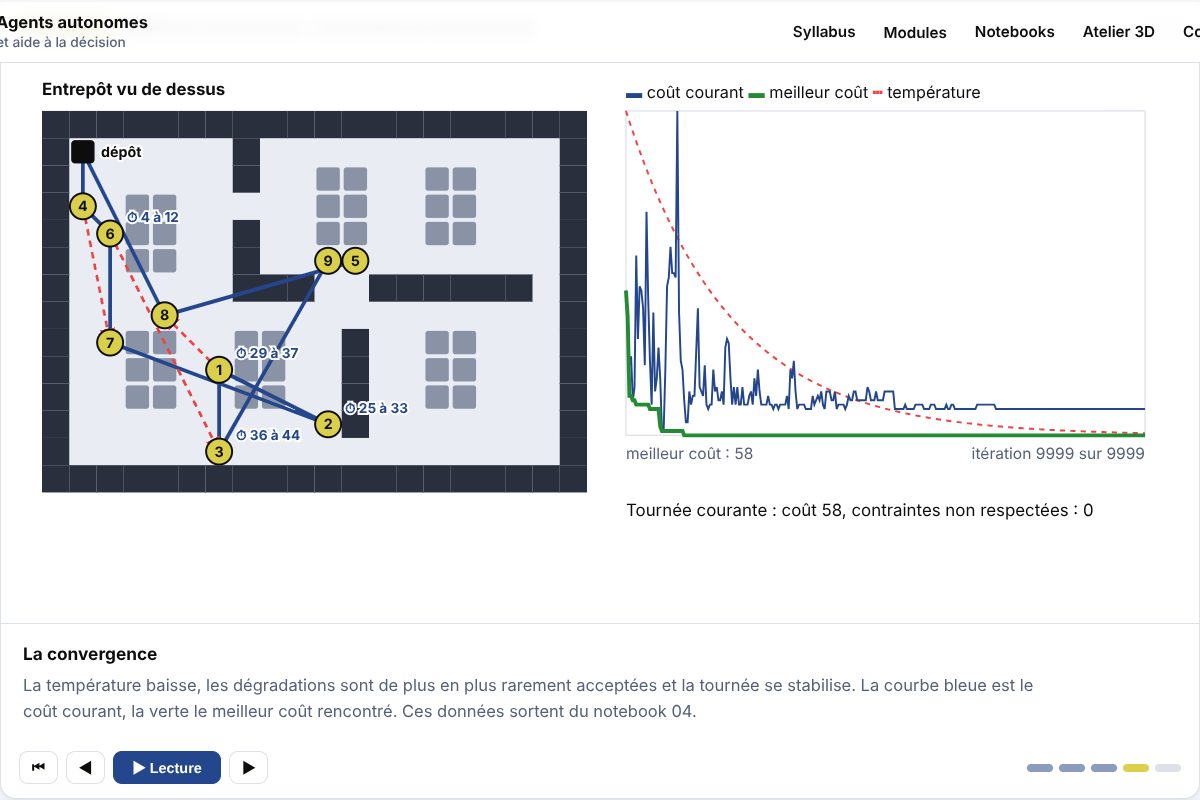 Agents autonomes
et aide à la décision
Syllabus
Modules
Notebooks
Atelier 3D
Entrepôt vu de dessus
coût courant
meilleur coût
température
dépôt
4
6
⏱ 4 à 12
9
5
8
7
1
⏱ 29 à 37
2
⏱ 25 à 33
3
⏱ 36 à 44
meilleur coût : 58
itération 9999 sur 9999
Tournée courante : coût 58, contraintes non respectées : 0
La convergence
La température baisse, les dégradations sont de plus en plus rarement acceptées et la tournée se stabilise. La courbe bleue est le
coût courant, la verte le meilleur coût rencontré. Ces données sortent du notebook 04.
Lecture